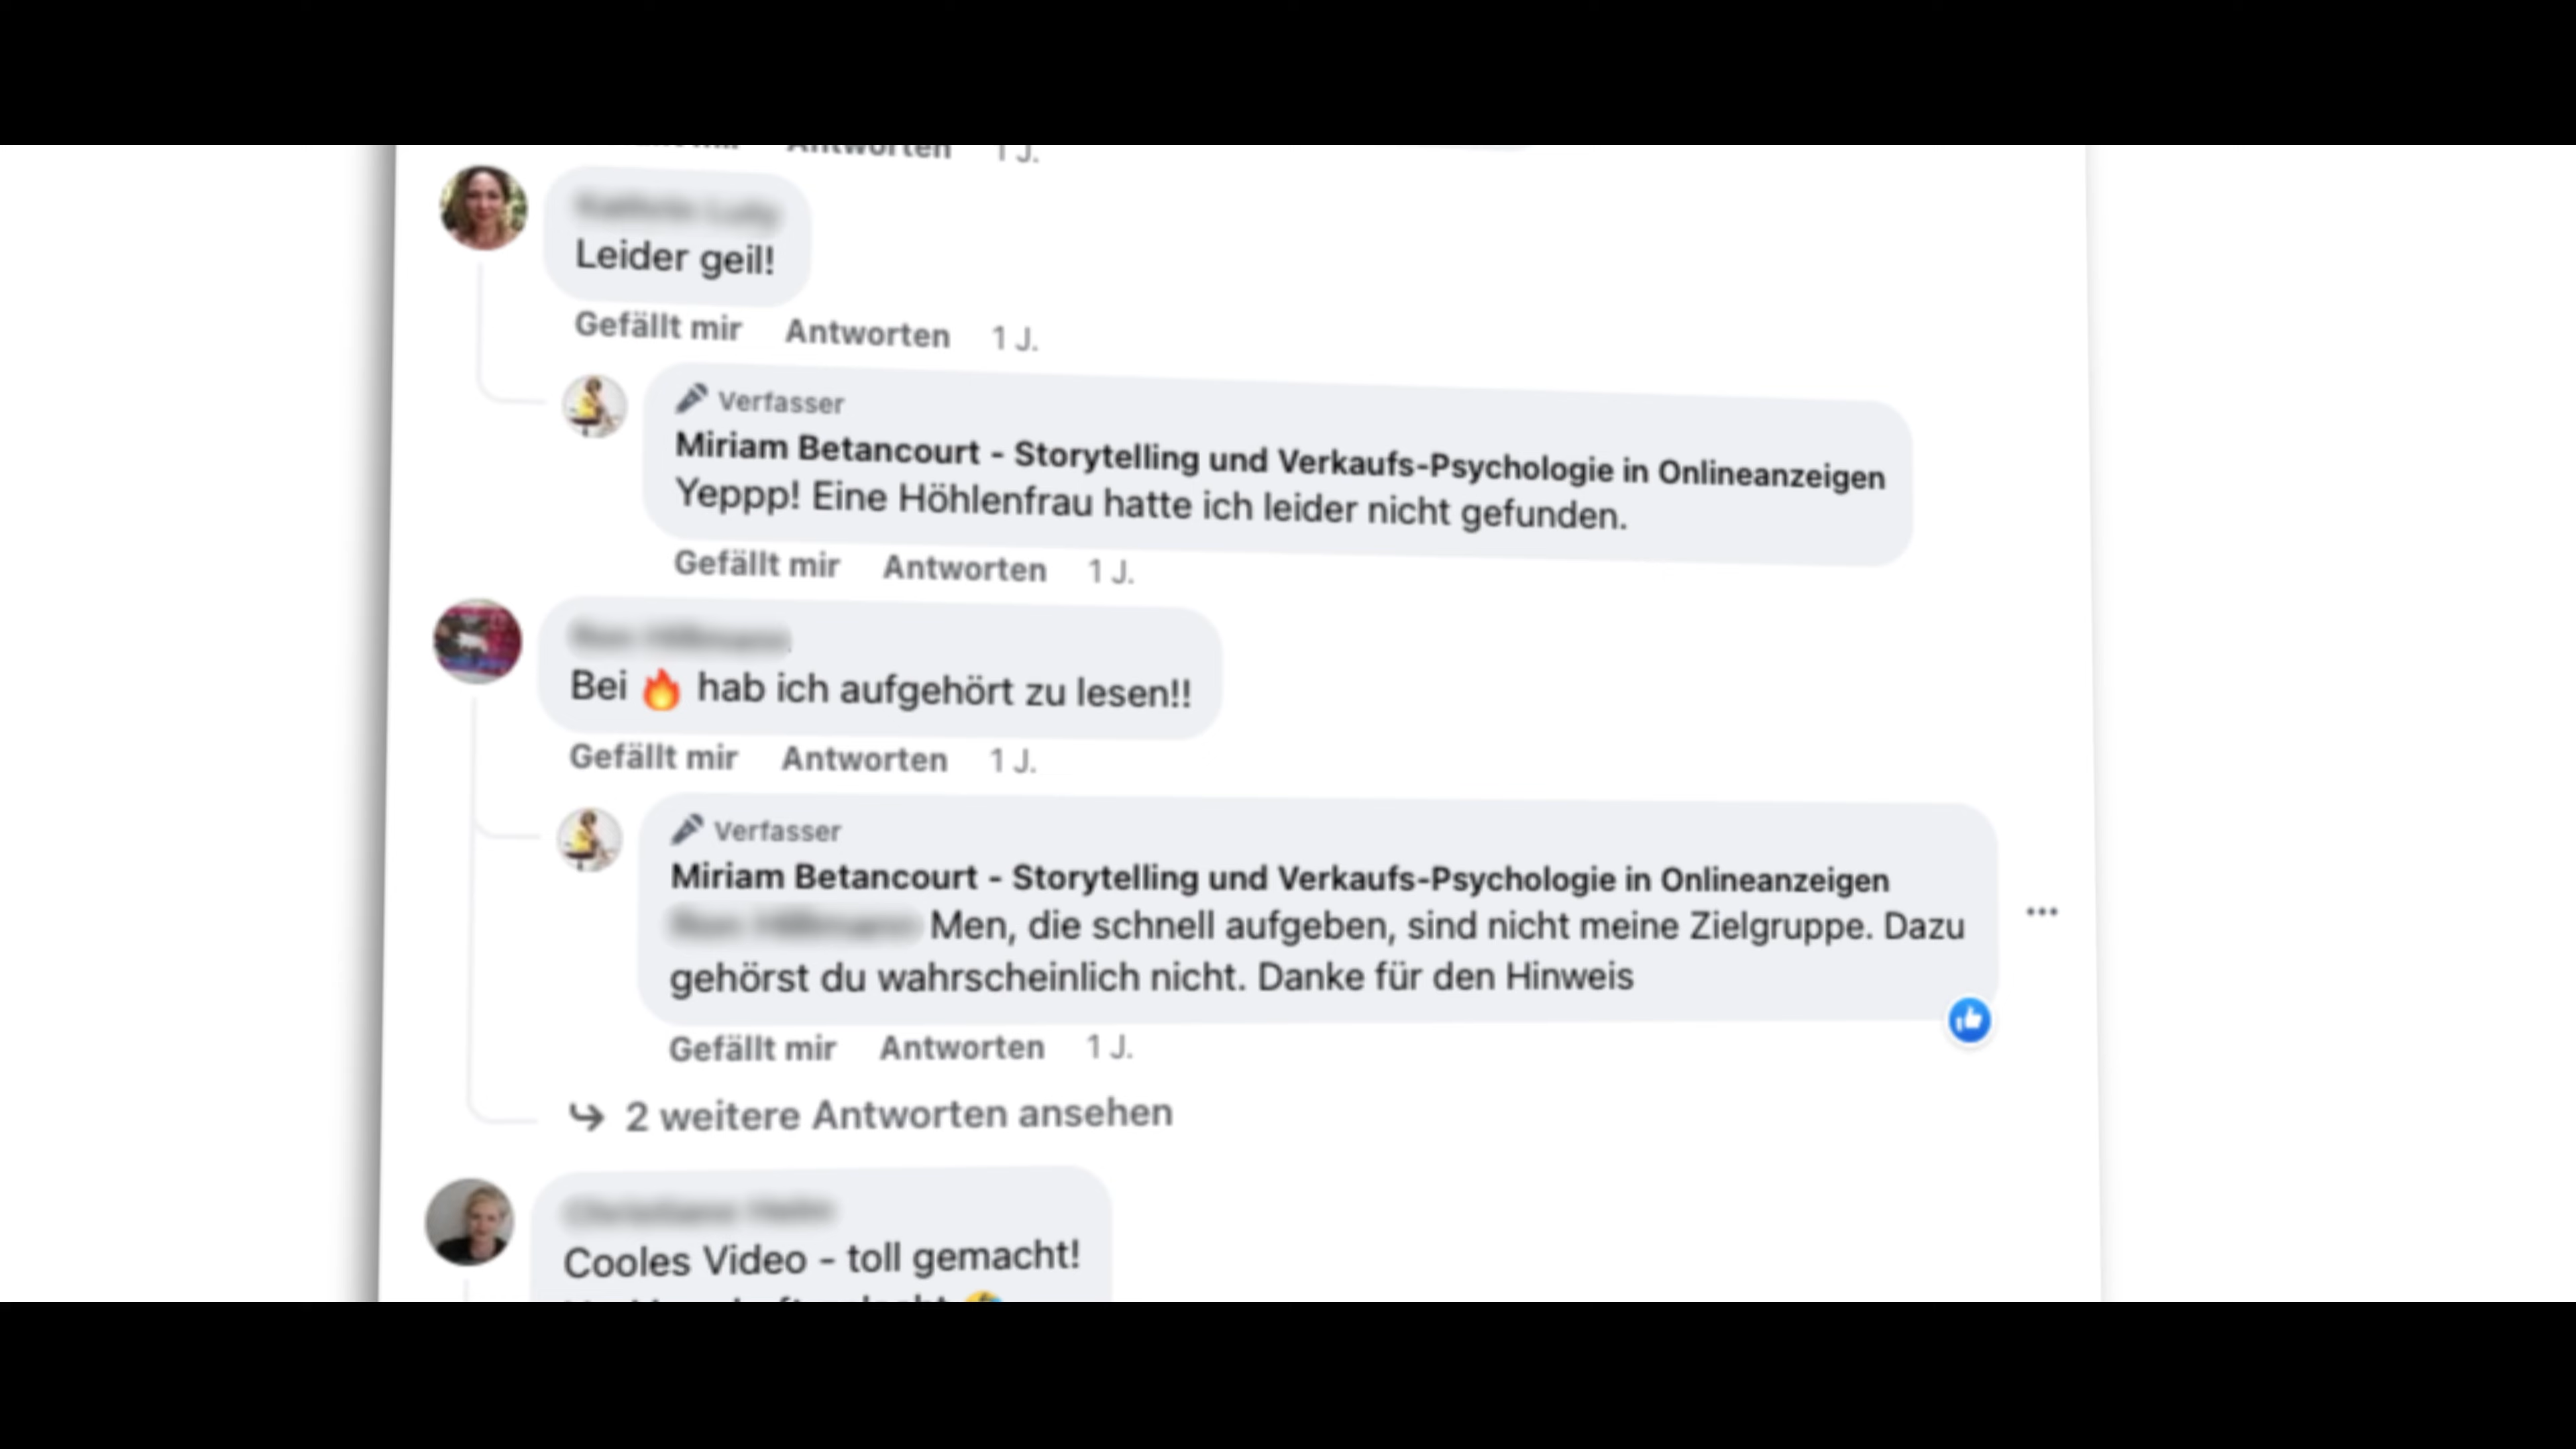 Antworten 1 J.
Leider geil!
Gefällt mir Antworten 1 J.
Verfasser
Miriam Betancourt - Storytelling und Verkaufs-Psychologie in Onlineanzeigen
Yeppp! Eine Höhlenfrau hatte ich leider nicht gefunden.
Gefällt mir Antworten 1 J.
Bei 🔥 hab ich aufgehört zu lesen!!
Gefällt mir Antworten 1 J.
Verfasser
Miriam Betancourt - Storytelling und Verkaufs-Psychologie in Onlineanzeigen
Men, die schnell aufgeben, sind nicht meine Zielgruppe. Dazu
gehörst du wahrscheinlich nicht. Danke für den Hinweis
Gefällt mir Antworten 1 J.
2 weitere Antworten ansehen
Cooles Video - toll gemacht!